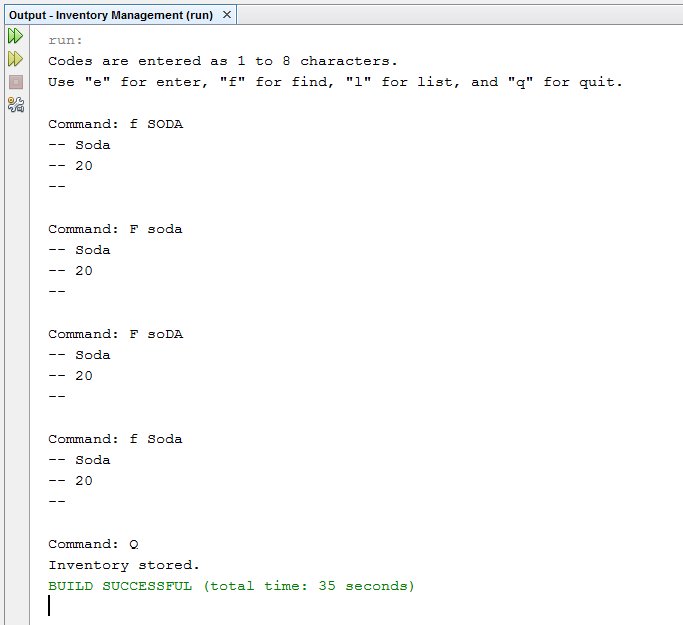 Output - Inventory Management (run)
run:
Codes are entered as 1 to 8 characters.
Use "e" for enter, "f" for find, "l" for list, and "q" for quit.
Command: f SODA
-- Soda
-- 20
--
Command: F soda
-- Soda
-- 20
--
Command: F soDA
-- Soda
-- 20
--
Command: f Soda
-- Soda
-- 20
--
Command: Q
Inventory stored.
BUILD SUCCESSFUL (total time: 35 seconds)